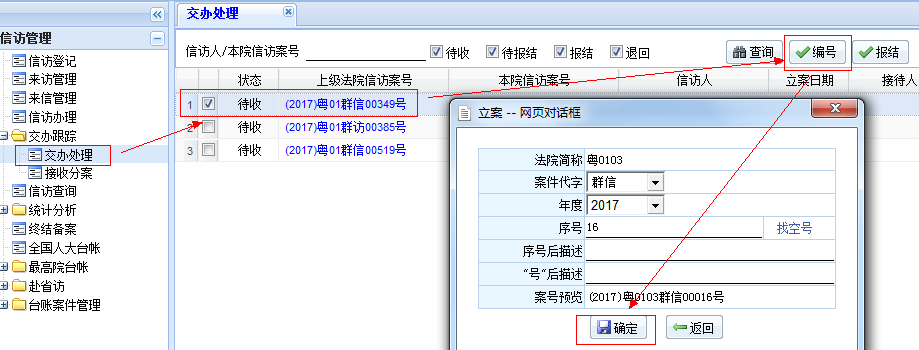 交办处理
信访管理
信访人/本院信访案号 待收 待报结 报结 退回 查询 编号 报结
信访登记
来访管理
来信管理
信访办理
交办跟踪
交办处理
接收分案
信访查询
统计分析
终结备案
全国人大台帐
最高院台帐
赴省访
台账案件管理
状态 上级法院信访案号 本院信访案号 信访人 立案日期 接待人
1 待收 (2017)粤01群信00349号
2 待收 (2017)粤01群访00385号
3 待收 (2017)粤01群信00519号
立案 -- 网页对话框
法院简称 粤0103
案件代字 群信
年度 2017
序号 16 找空号
序号后描述
“号”后描述
案号预览 (2017)粤0103群信00016号
确定 返回